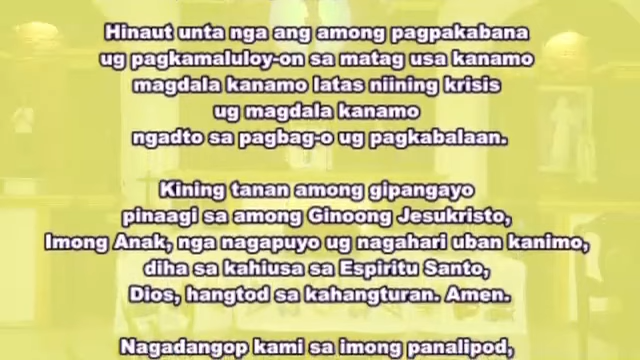 Hinaut unta nga ang among pagpakabana
ug pagkamaluloy-on sa matag usa kanamo
magdala kanamo latas niining krisis
ug magdala kanamo
ngadto sa pagbag-o ug pagkabalaan.
Kining tanan among gipangayo
pinaagi sa among Ginoong Jesukristo,
Imong Anak, nga nagapuyo ug nagahari uban kanimo,
diha sa kahiusa sa Espiritu Santo,
Dios, hangtod sa kahangturan. Amen.
Nagadangop kami sa imong panalipod,